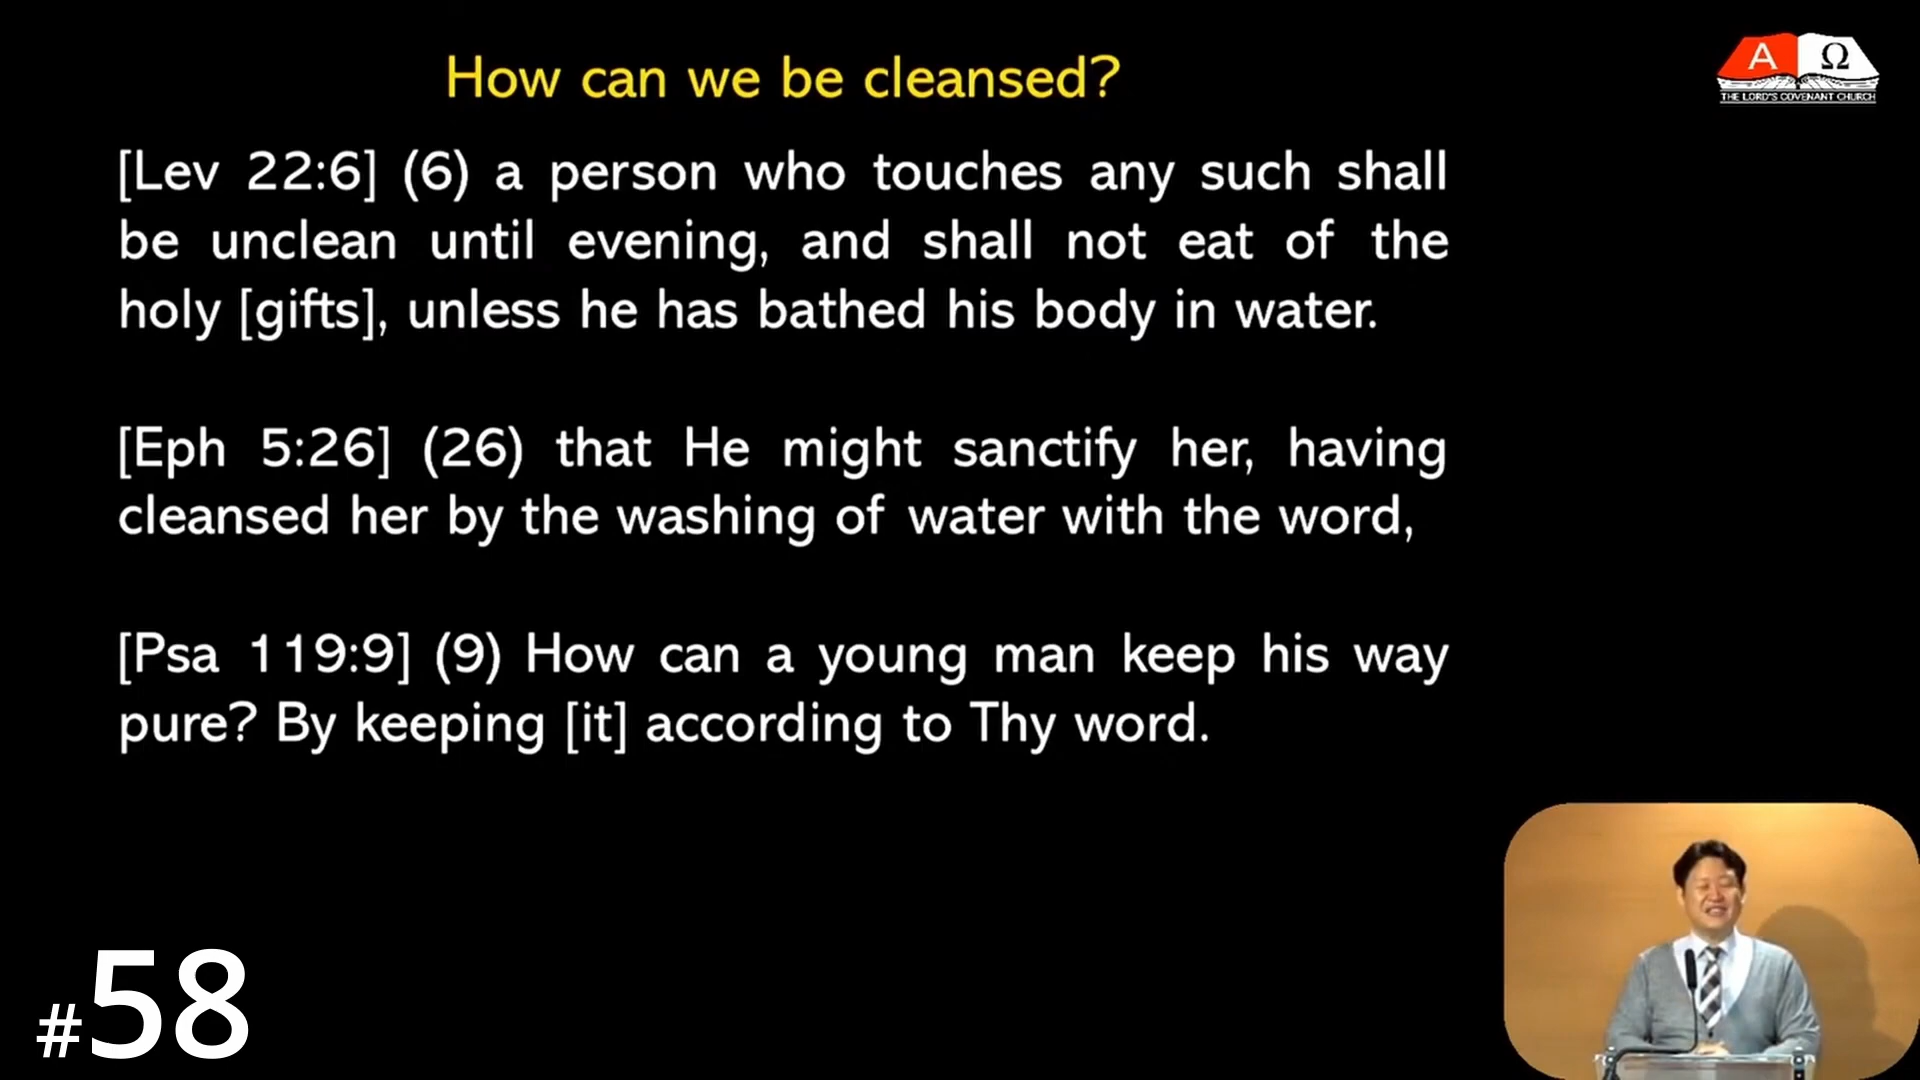 How can we be cleansed?
A Ω
THE LORD'S COVENANT CHURCH
[Lev 22:6] (6) a person who touches any such shall
be unclean until evening, and shall not eat of the
holy [gifts], unless he has bathed his body in water.
[Eph 5:26] (26) that He might sanctify her, having
cleansed her by the washing of water with the word,
[Psa 119:9] (9) How can a young man keep his way
pure? By keeping [it] according to Thy word.
#58